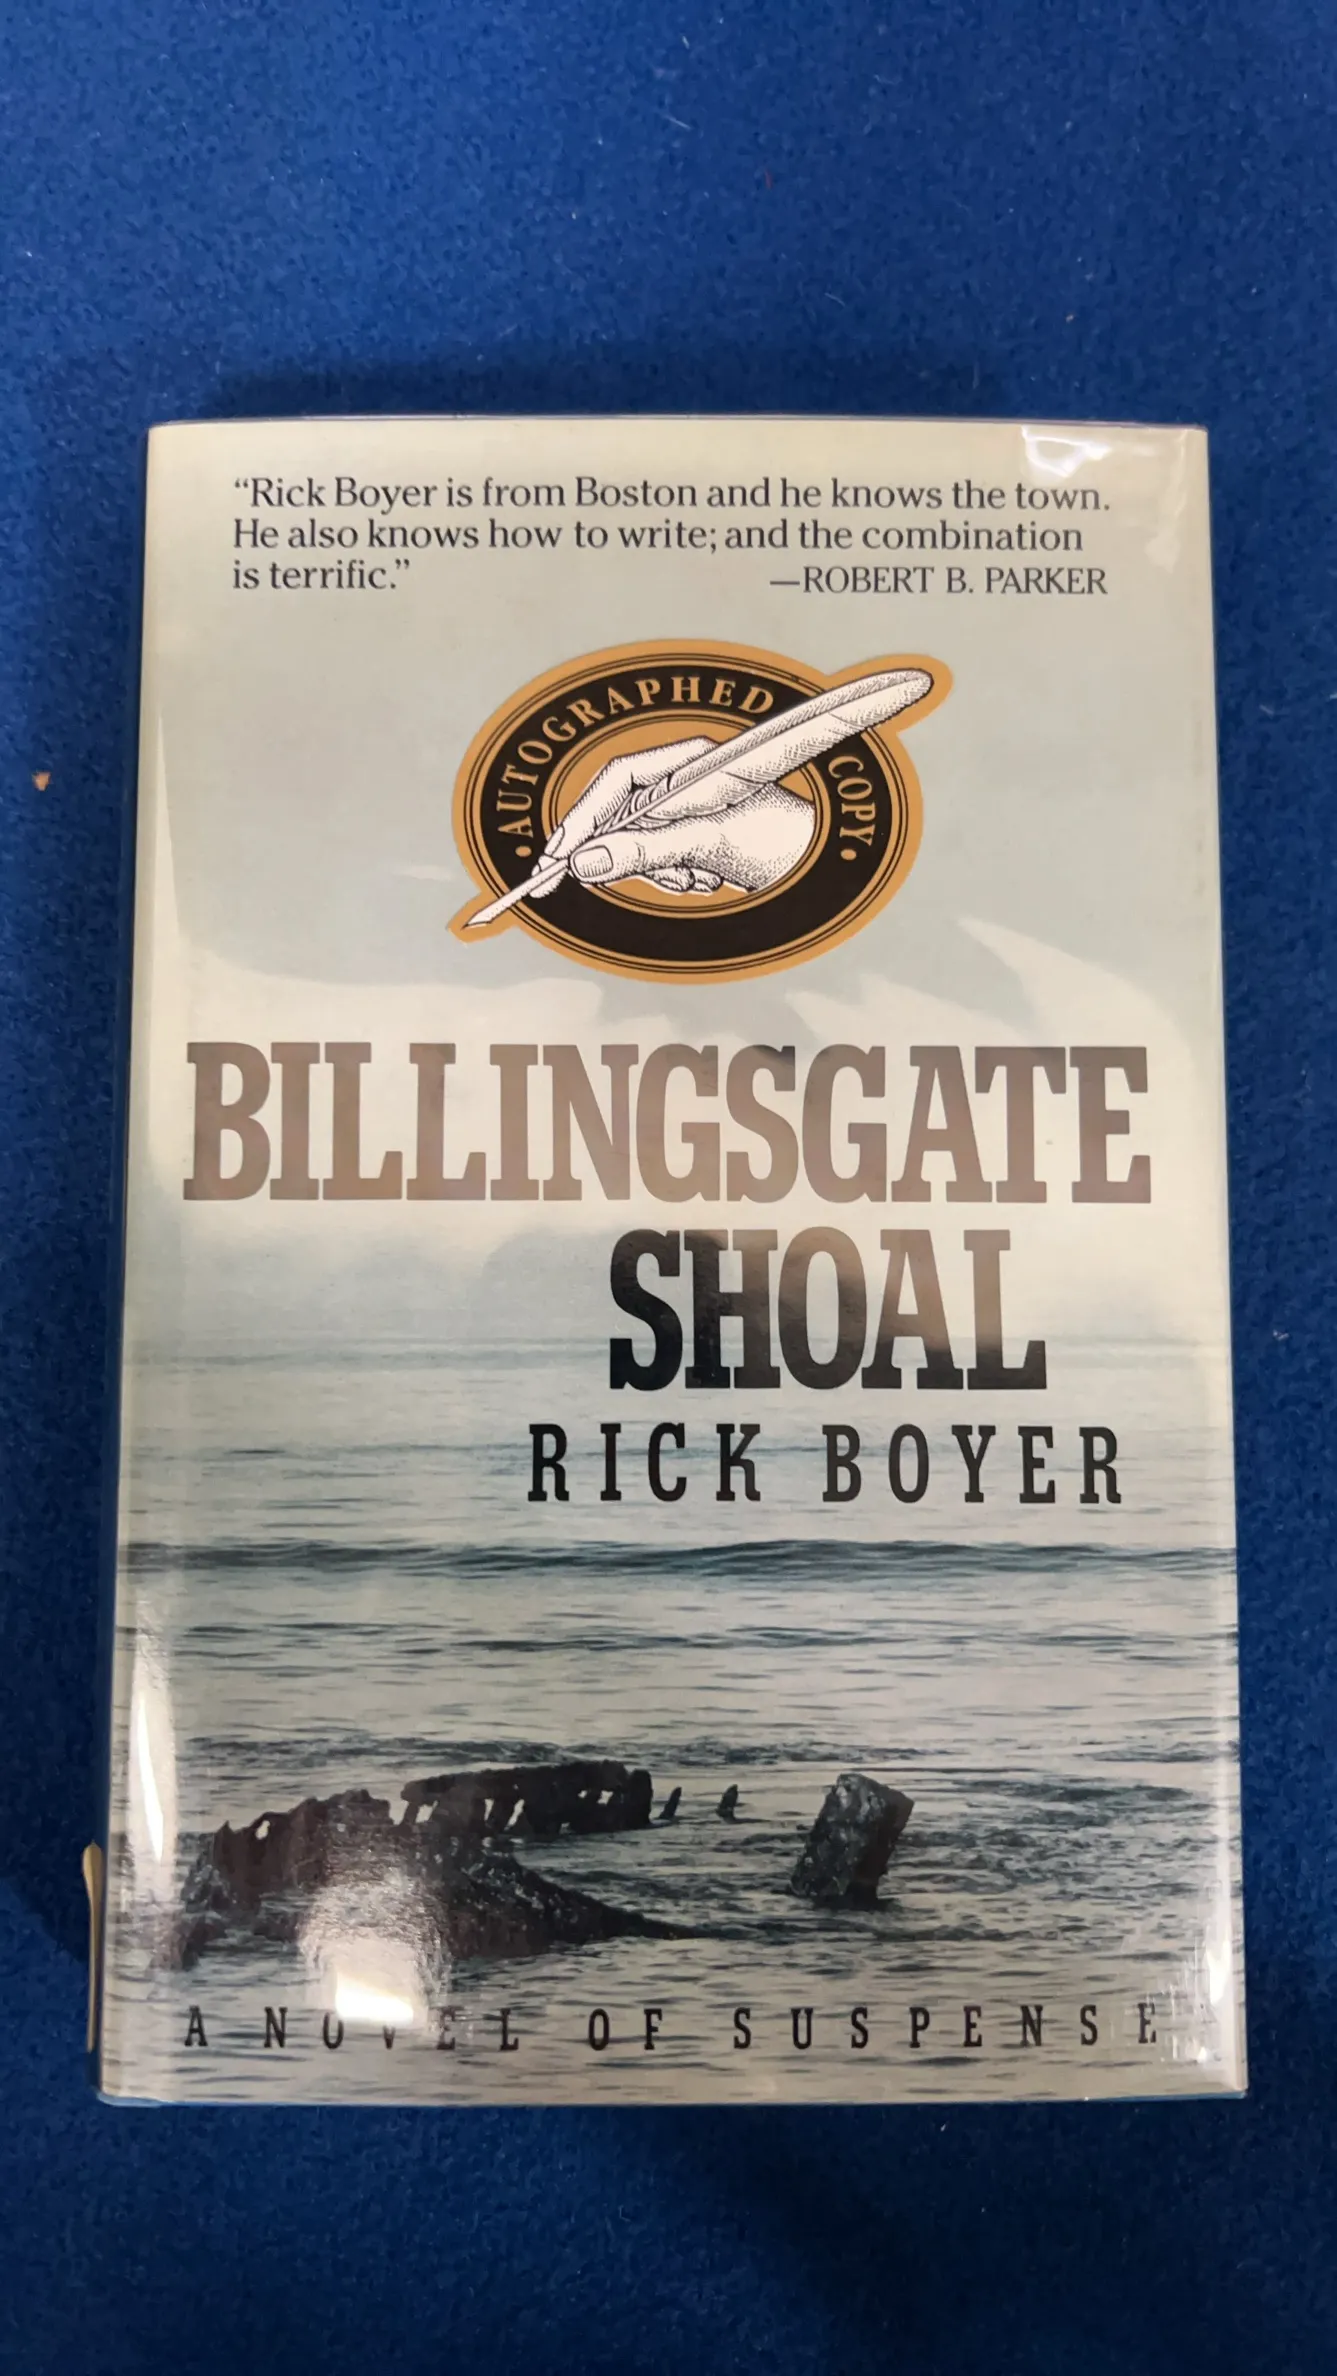 “Rick Boyer is from Boston and he knows the town.
He also knows how to write; and the combination
is terrific.” —ROBERT B. PARKER
• AUTOGRAPHED COPY •
BILLINGSGATE
SHOAL
RICK BOYER
A NOVEL OF SUSPENSE